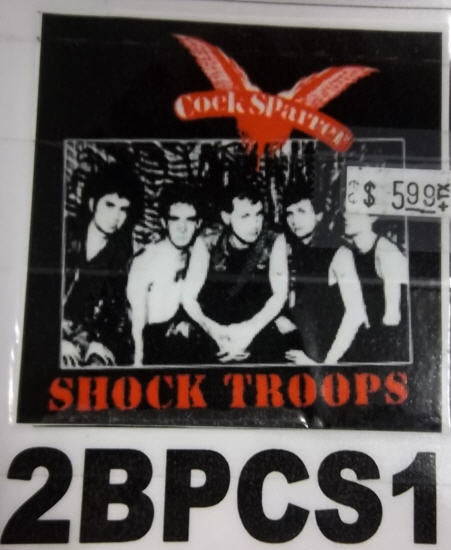 Cock Sparrer
$ 5.99 +TX
SHOCK TROOPS
2BPCS1